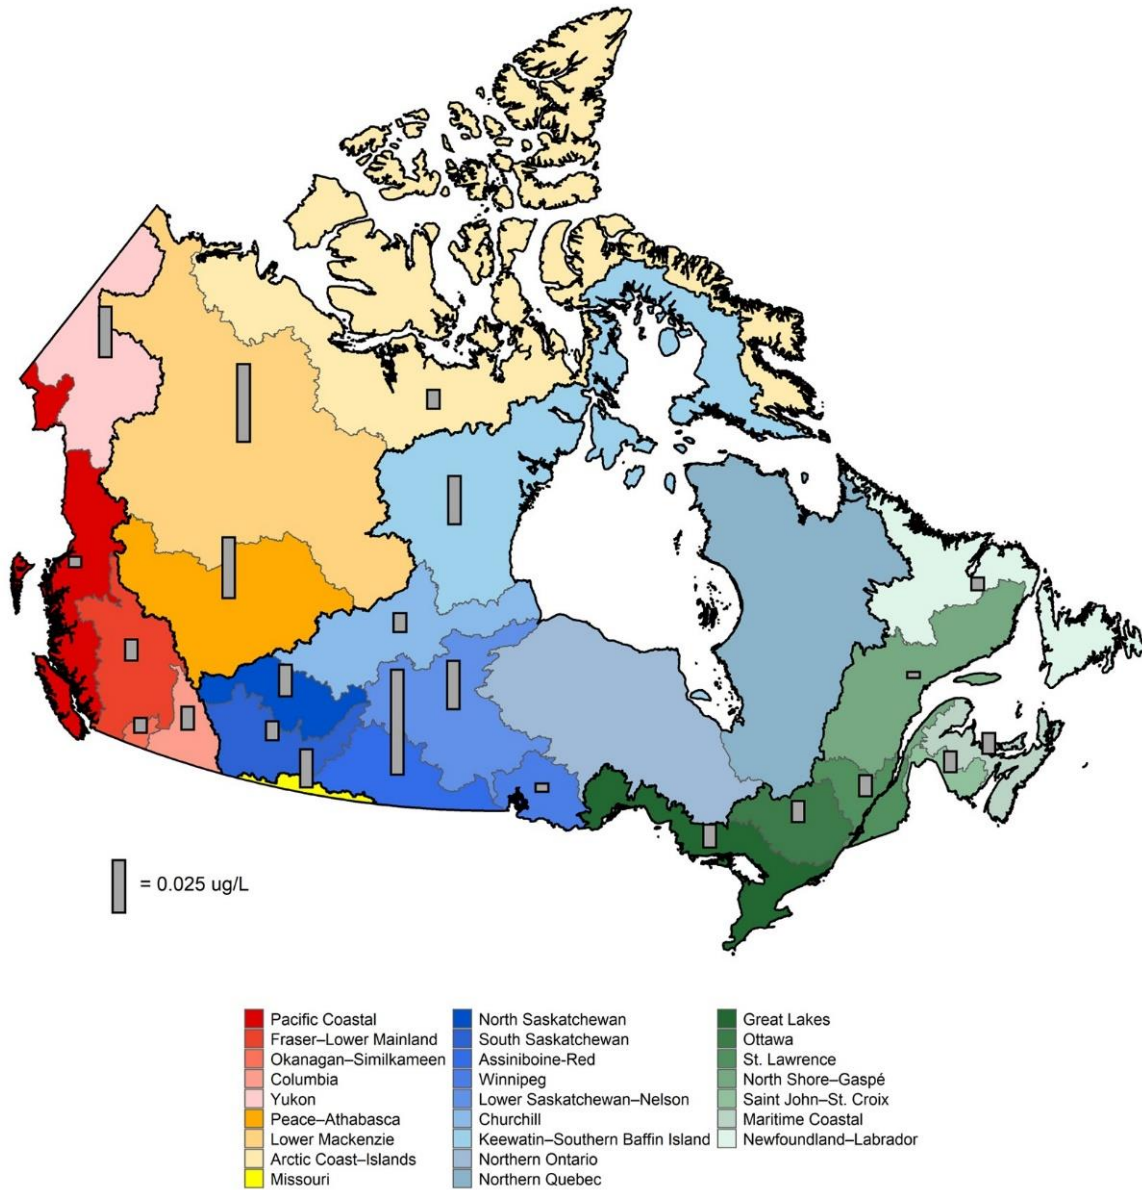 = 0.025 ug/L
Pacific Coastal
Fraser–Lower Mainland
Okanagan–Similkameen
Columbia
Yukon
Peace–Athabasca
Lower Mackenzie
Arctic Coast–Islands
Missouri
North Saskatchewan
South Saskatchewan
Assiniboine-Red
Winnipeg
Lower Saskatchewan–Nelson
Churchill
Keewatin–Southern Baffin Island
Northern Ontario
Northern Quebec
Great Lakes
Ottawa
St. Lawrence
North Shore–Gaspé
Saint John–St. Croix
Maritime Coastal
Newfoundland–Labrador